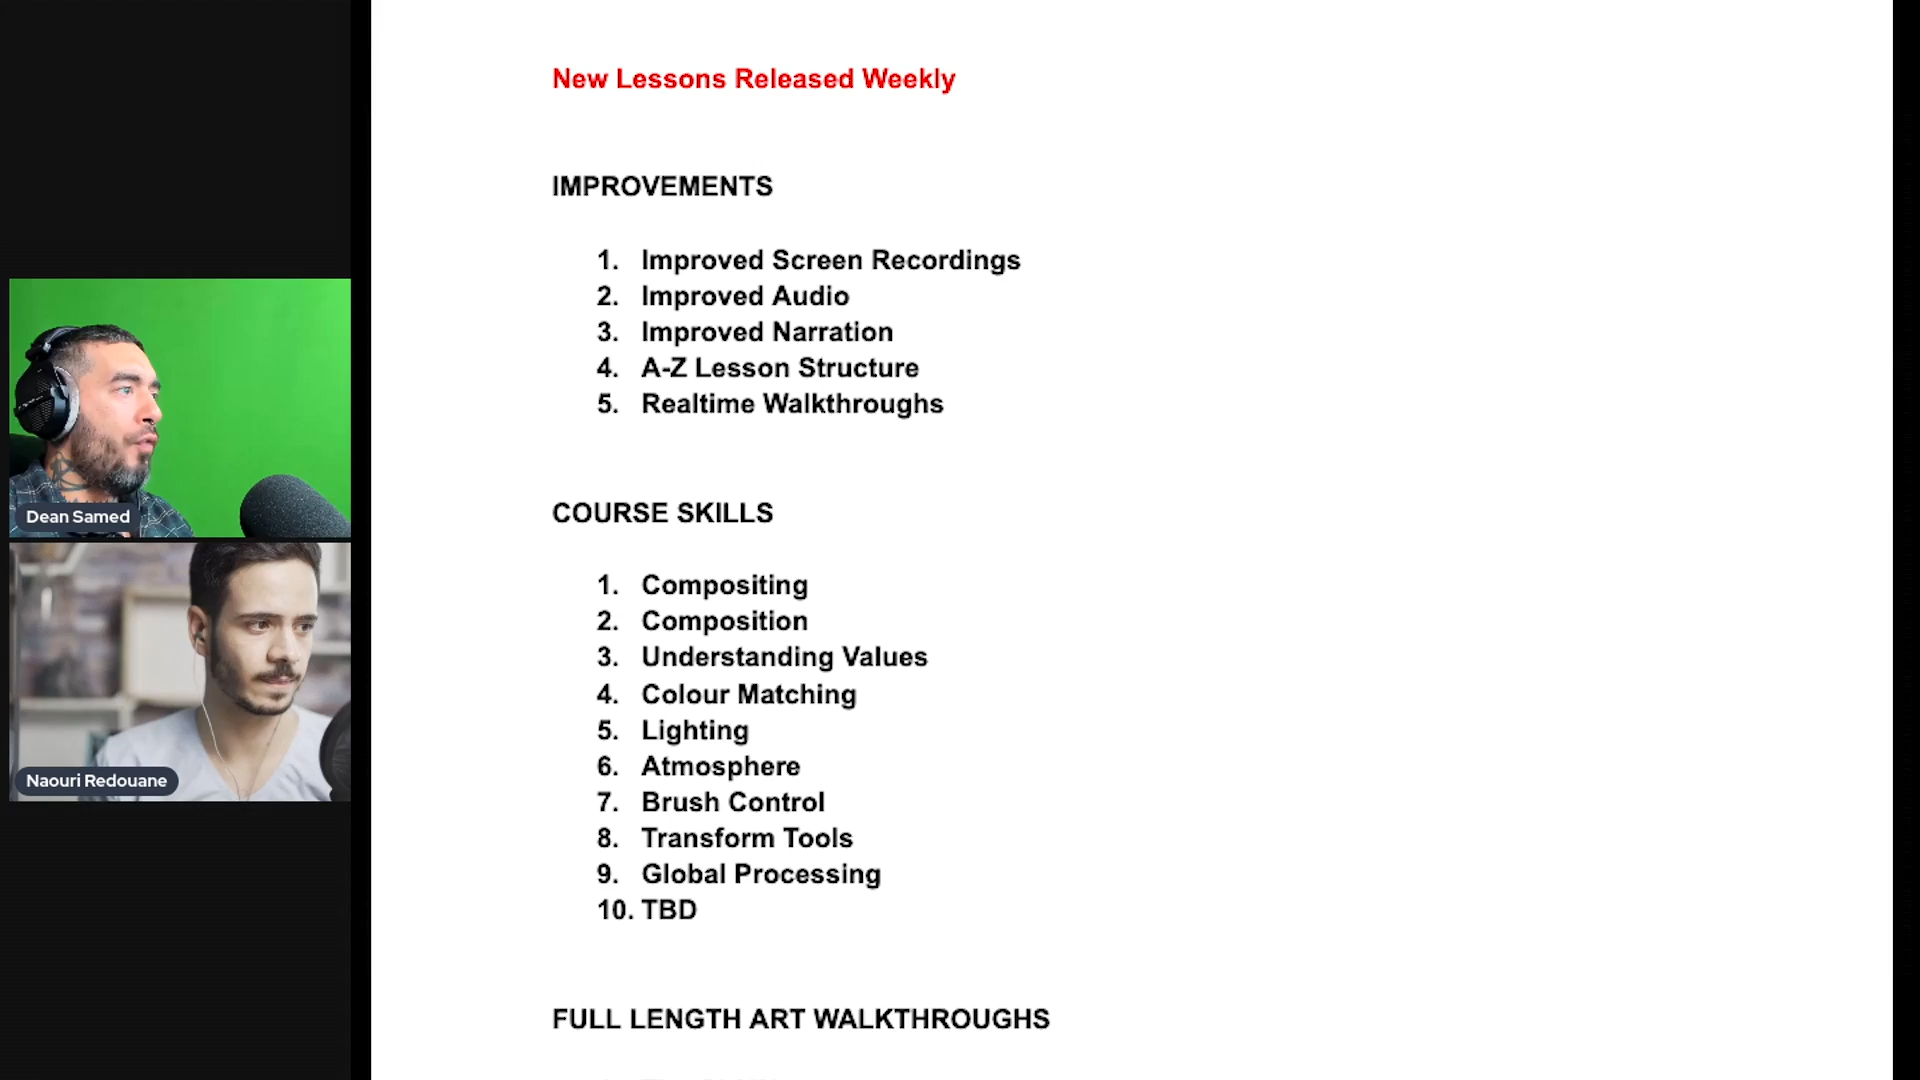 New Lessons Released Weekly
IMPROVEMENTS
1. Improved Screen Recordings
2. Improved Audio
3. Improved Narration
4. A-Z Lesson Structure
5. Realtime Walkthroughs
COURSE SKILLS
1. Compositing
2. Composition
3. Understanding Values
4. Colour Matching
5. Lighting
6. Atmosphere
7. Brush Control
8. Transform Tools
9. Global Processing
10. TBD
FULL LENGTH ART WALKTHROUGHS
Dean Samed
Naouri Redouane